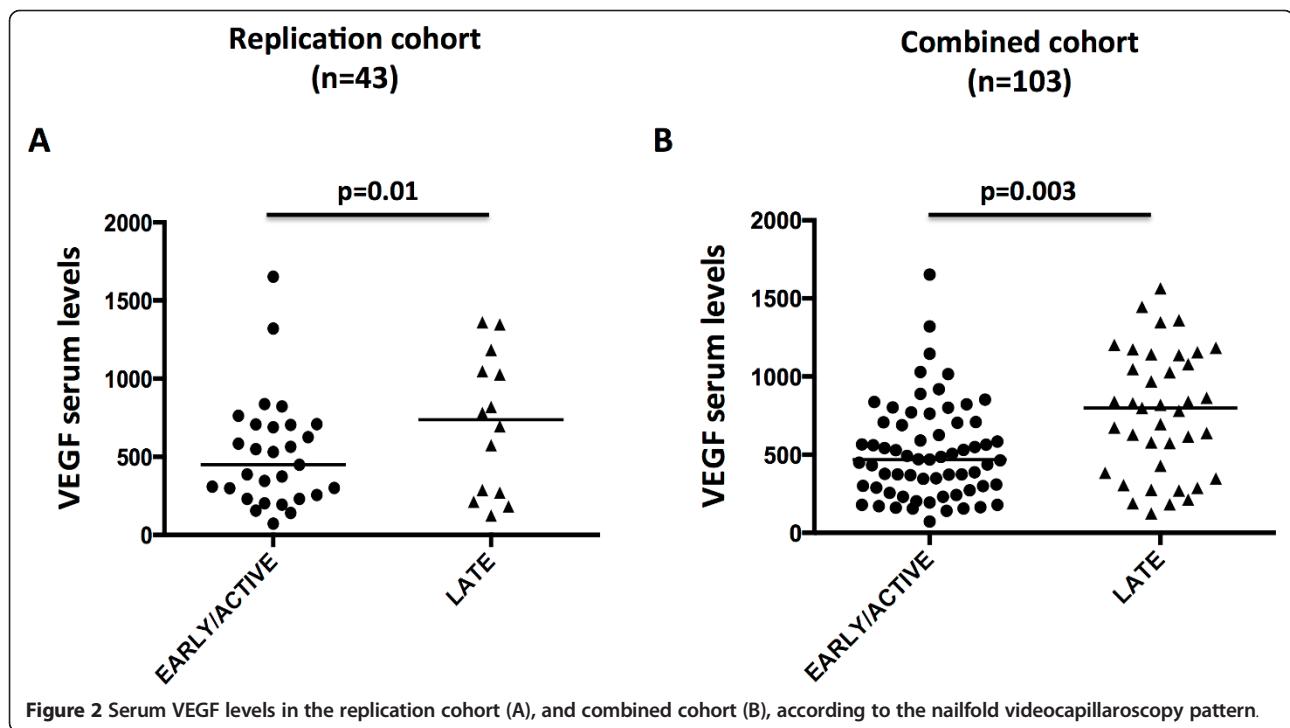 Replication cohort
(n=43)
Combined cohort
(n=103)
A
p=0.01
VEGF serum levels
2000
1500
1000
500
0
EARLY/ACTIVE
LATE
B
p=0.003
VEGF serum levels
2000
1500
1000
500
0
EARLY/ACTIVE
LATE
Figure 2 Serum VEGF levels in the replication cohort (A), and combined cohort (B), according to the nailfold videocapillaroscopy pattern.